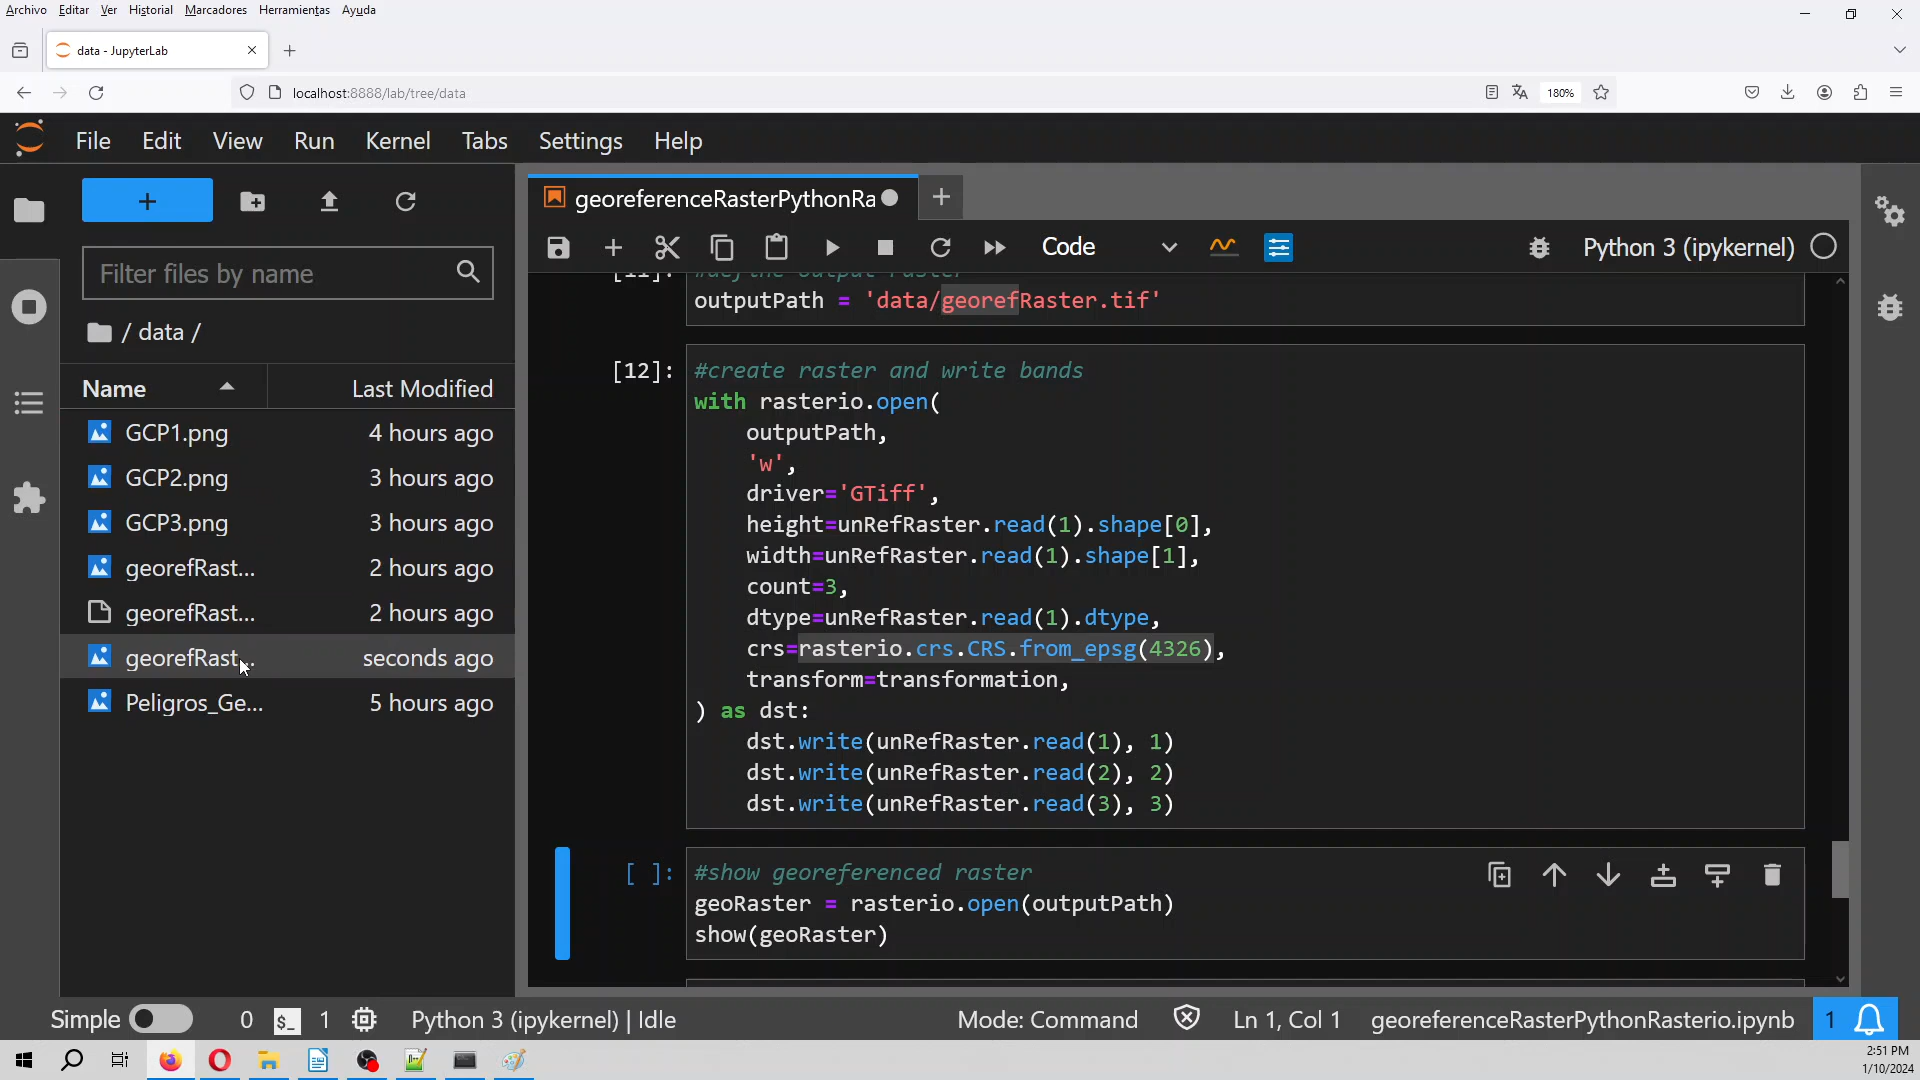 Archivo Editar Ver Historial Marcadores Herramientas Ayuda
data - JupyterLab
localhost:8888/lab/tree/data
180%
File Edit View Run Kernel Tabs Settings Help
georeferenceRasterPythonRa
Code
Python 3 (ipykernel)
Filter files by name
/ data /
Name Last Modified
GCP1.png 4 hours ago
GCP2.png 3 hours ago
GCP3.png 3 hours ago
georefRast... 2 hours ago
georefRast... 2 hours ago
georefRast... seconds ago
Peligros_Ge... 5 hours ago
[11]: #define output raster
outputPath = 'data/georefRaster.tif'
[12]: #create raster and write bands
with rasterio.open(
outputPath,
'w',
driver='GTiff',
height=unRefRaster.read(1).shape[0],
width=unRefRaster.read(1).shape[1],
count=3,
dtype=unRefRaster.read(1).dtype,
crs=rasterio.crs.CRS.from_epsg(4326),
transform=transformation,
) as dst:
dst.write(unRefRaster.read(1), 1)
dst.write(unRefRaster.read(2), 2)
dst.write(unRefRaster.read(3), 3)
[ ]: #show georeferenced raster
geoRaster = rasterio.open(outputPath)
show(geoRaster)
Simple 0 $_ 1 Python 3 (ipykernel) | Idle Mode: Command Ln 1, Col 1 georeferenceRasterPythonRasterio.ipynb 1
2:51 PM
1/10/2024